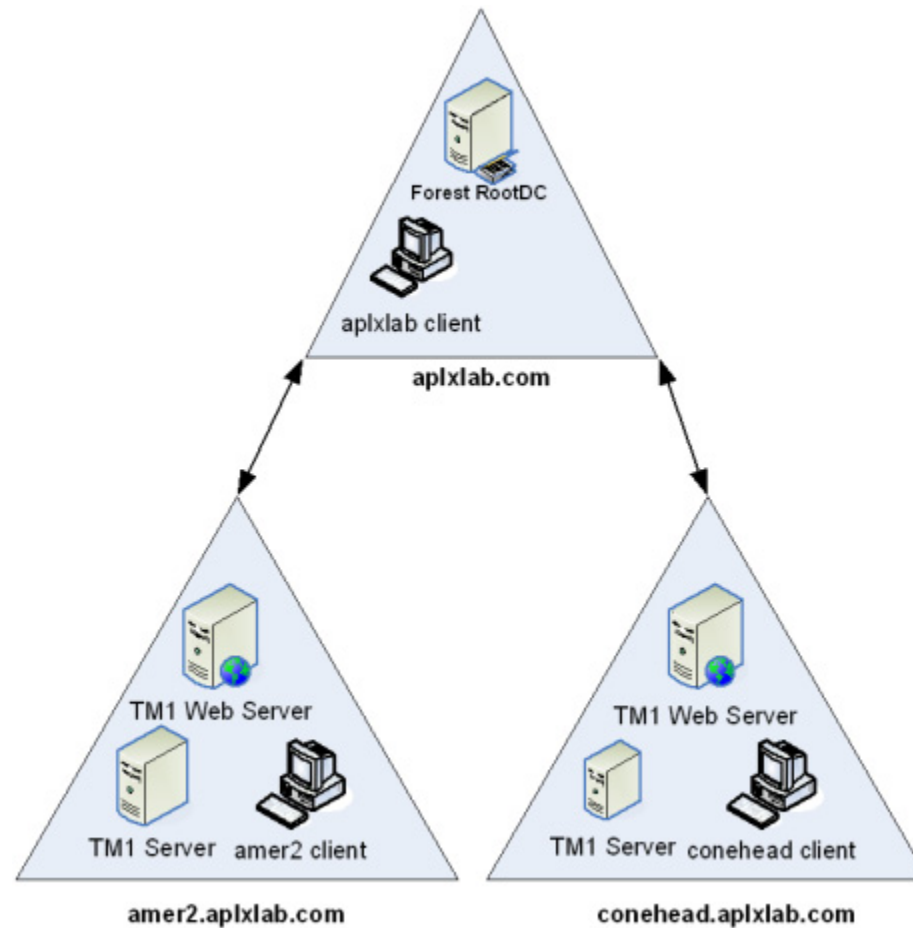 Forest RootDC
aplxlab client
aplxlab.com
TM1 Web Server
TM1 Server
amer2 client
amer2.aplxlab.com
TM1 Web Server
TM1 Server
conehead client
conehead.aplxlab.com